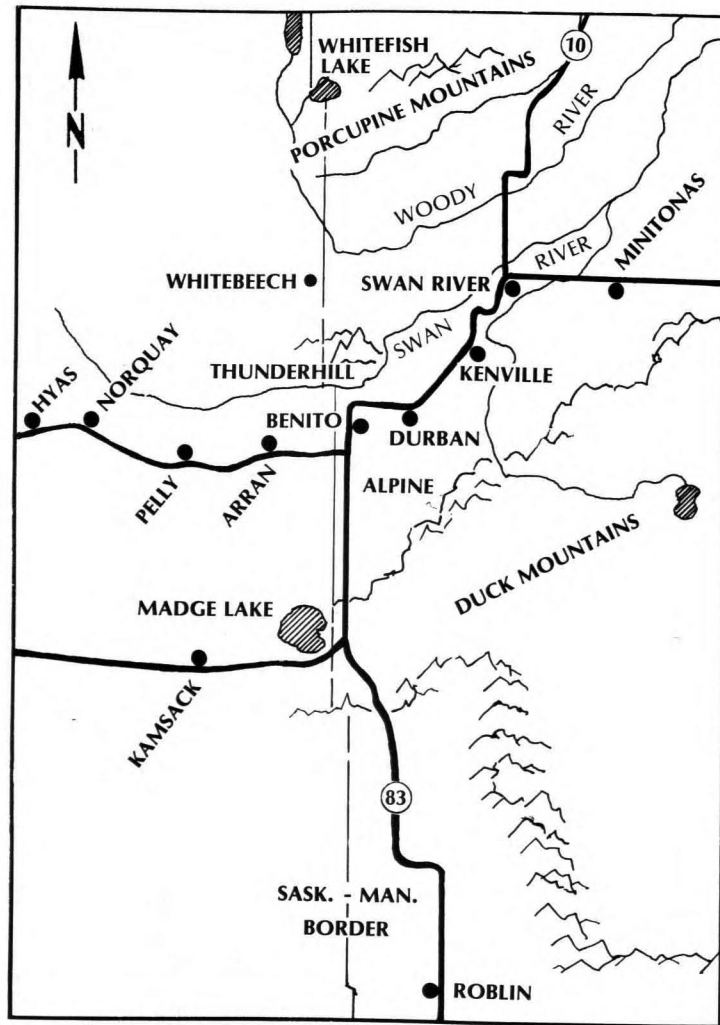 10
WHITEFISH
LAKE
PORCUPINE MOUNTAINS
N
RIVER
WOODY
RIVER
MINITONAS
WHITEBEECH
SWAN RIVER
SWAN
THUNDERHILL
KENVILLE
HYAS
NORQUAY
BENITO
DURBAN
PELLY
ARRAN
ALPINE
DUCK MOUNTAINS
MADGE LAKE
KAMSACK
83
SASK. - MAN.
BORDER
ROBLIN